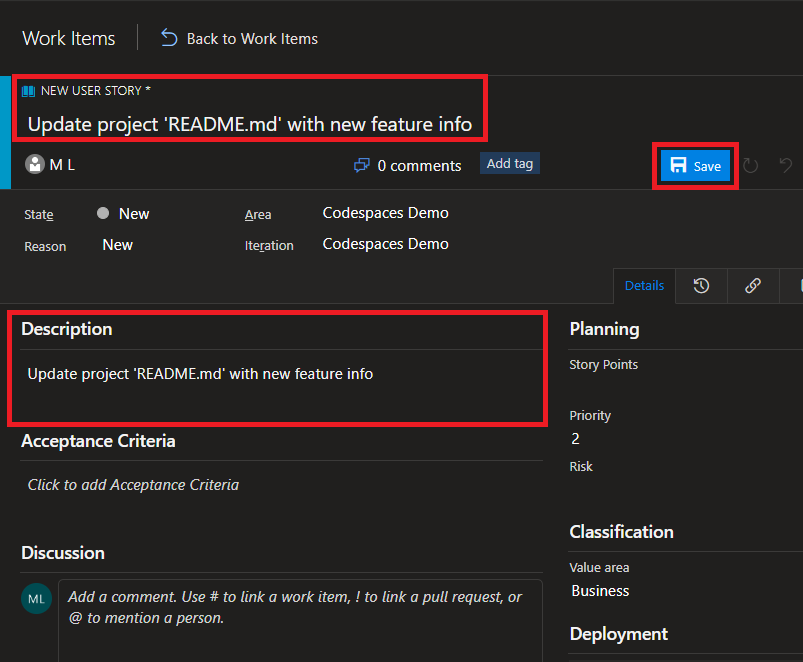 Work Items
Back to Work Items
NEW USER STORY *
Update project 'README.md' with new feature info
M L
0 comments
Add tag
Save
State
New
Area
Codespaces Demo
Reason
New
Iteration
Codespaces Demo
Details
Description
Update project 'README.md' with new feature info
Acceptance Criteria
Click to add Acceptance Criteria
Discussion
ML
Add a comment. Use # to link a work item, ! to link a pull request, or
@ to mention a person.
Planning
Story Points
Priority
2
Risk
Classification
Value area
Business
Deployment